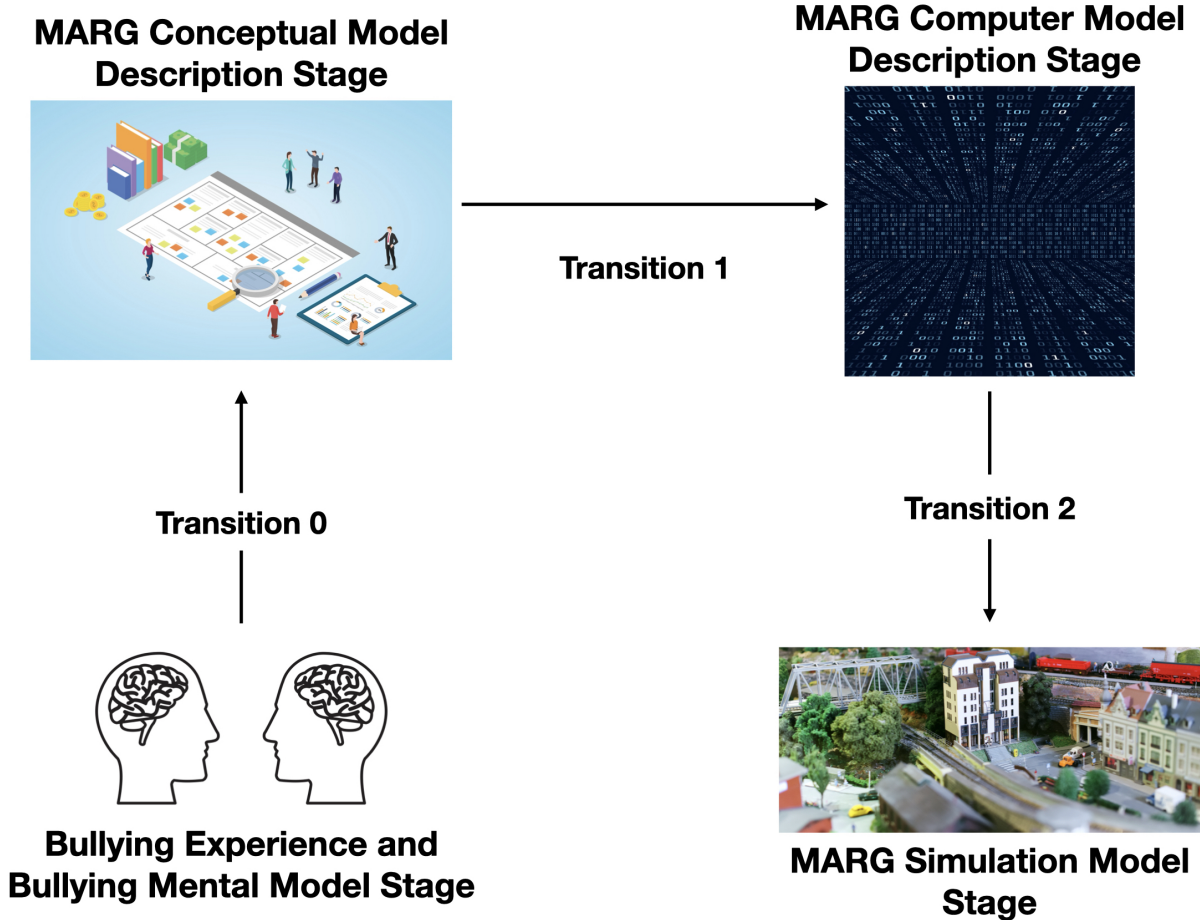 MARG Conceptual Model
Description Stage
MARG Computer Model
Description Stage
Transition 1
Transition 0
Transition 2
Bullying Experience and
Bullying Mental Model Stage
MARG Simulation Model
Stage